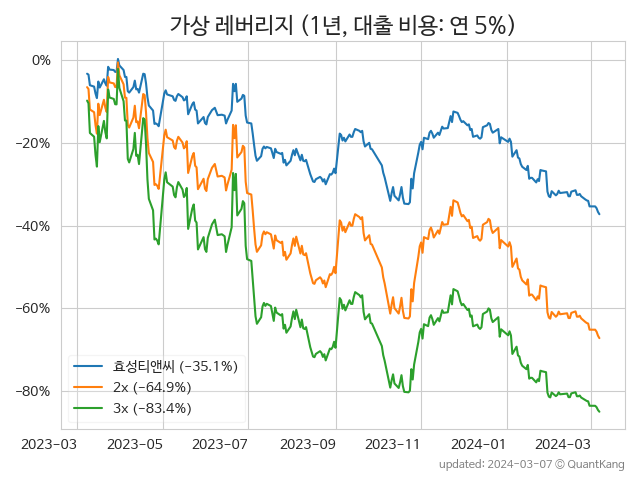 가상 레버리지 (1년, 대출 비용: 연 5%)
0%
−20%
−40%
−60%
−80%
효성티앤씨 (−35.1%)
2x (−64.9%)
3x (−83.4%)
2023−03 2023−05 2023−07 2023−09 2023−11 2024−01 2024−03
updated: 2024−03−07 © QuantKang